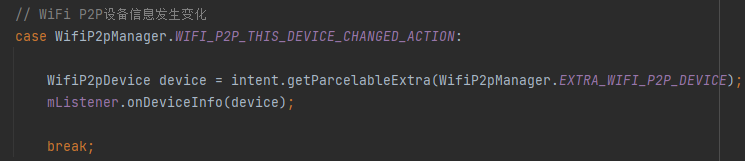 // WiFi P2P设备信息发生变化
case WifiP2pManager.WIFI_P2P_THIS_DEVICE_CHANGED_ACTION:
WifiP2pDevice device = intent.getParcelableExtra(WifiP2pManager.EXTRA_WIFI_P2P_DEVICE);
mListener.onDeviceInfo(device);
break;